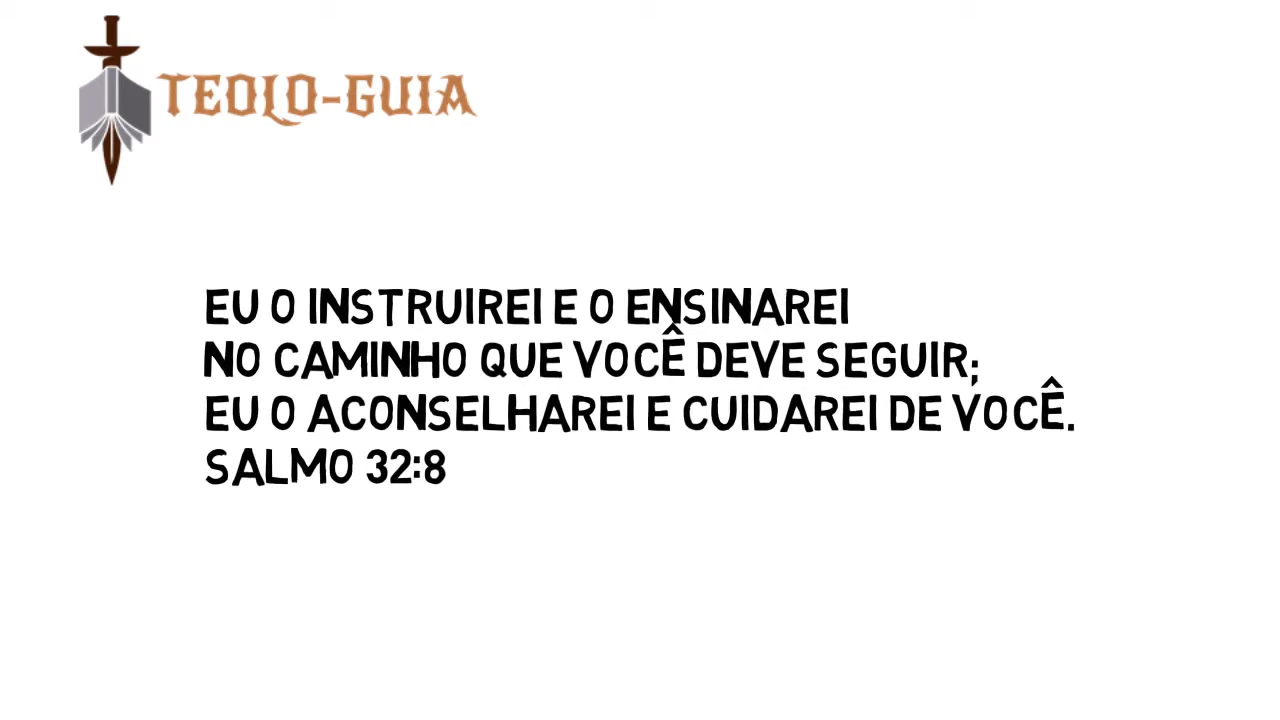 TEOLO-GUIA
EU O INSTRUIREI E O ENSINAREI
NO CAMINHO QUE VOCÊ DEVE SEGUIR;
EU O ACONSELHAREI E CUIDAREI DE VOCÊ.
SALMO 32:8